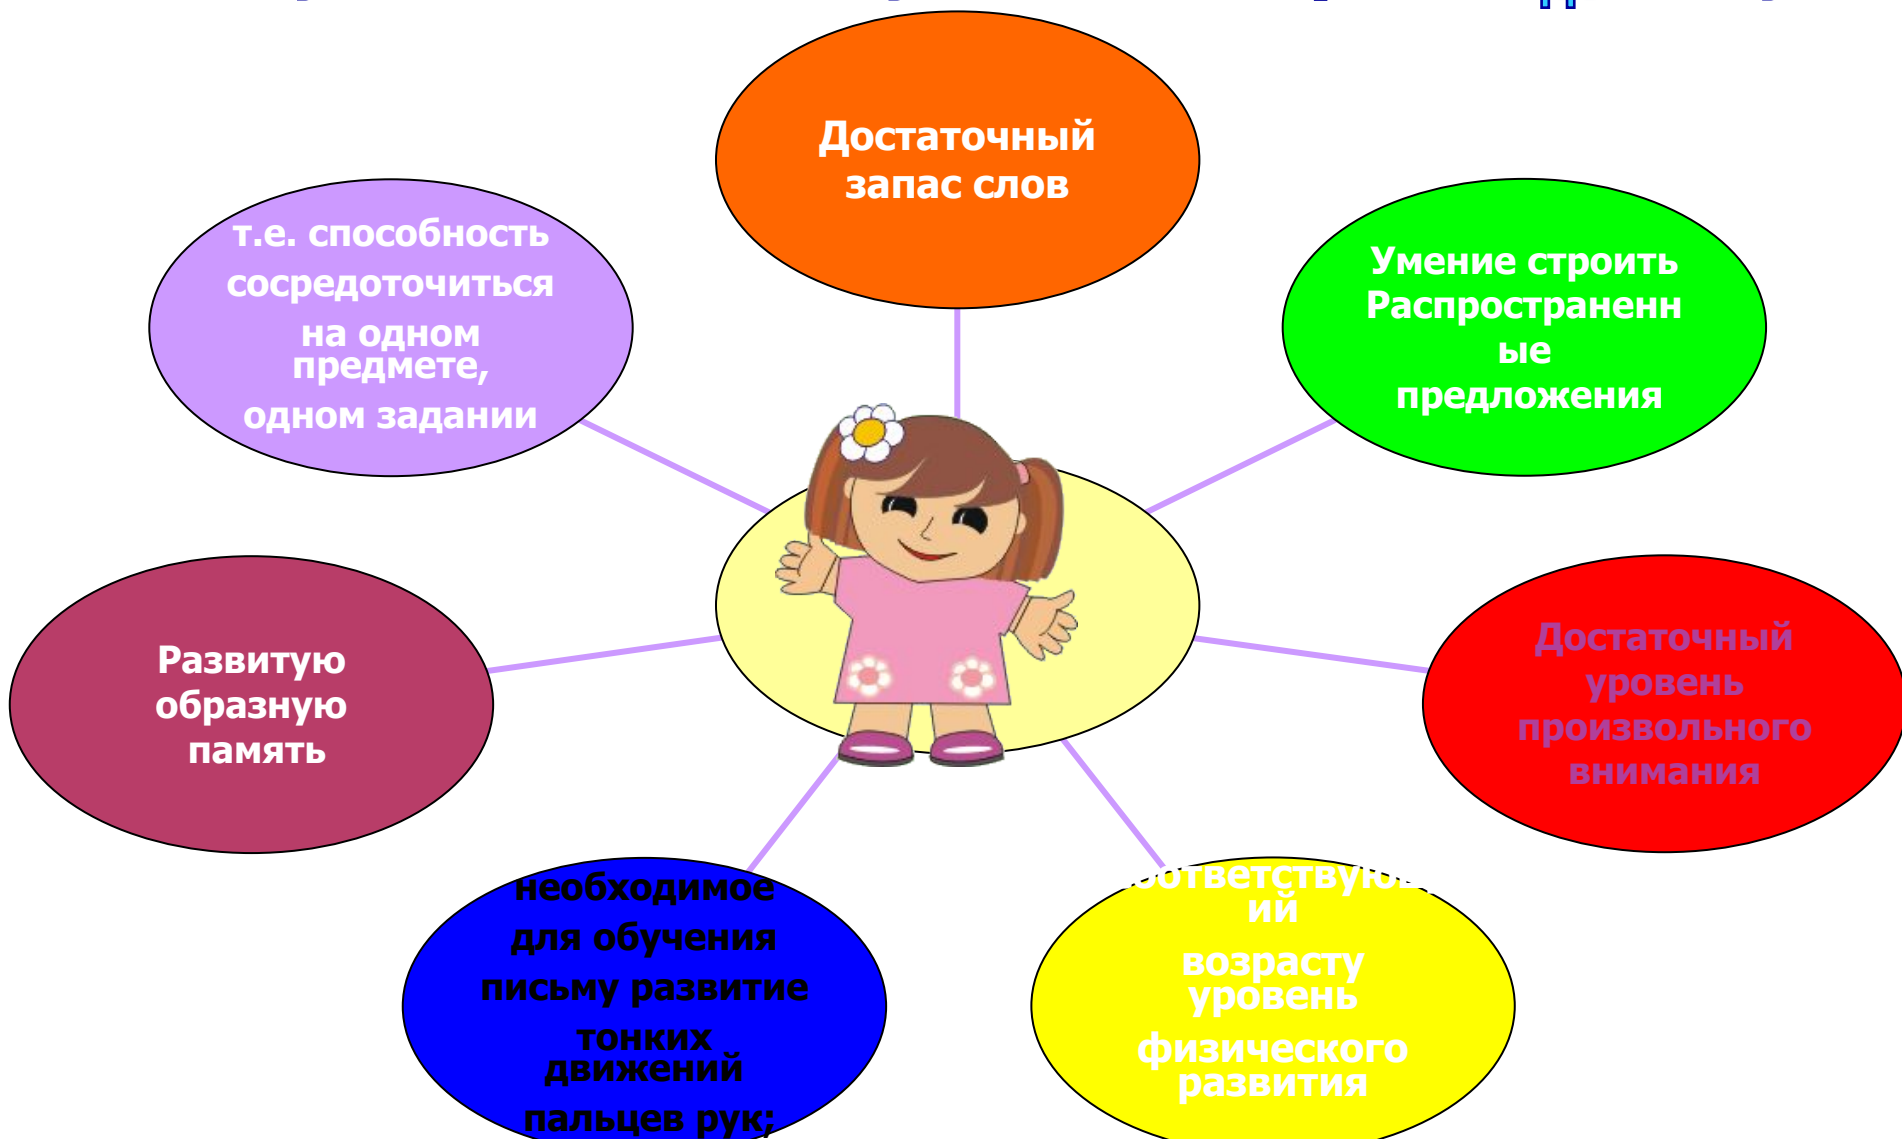 Достаточный
запас слов
т.е. способность
сосредоточиться
на одном
предмете,
одном задании
Умение строить
Распространенн
ые
предложения
Развитую
образную
память
Достаточный
уровень
произвольного
внимания
необходимое
для обучения
письму развитие
тонких
движений
пальцев рук;
ий
возрасту
уровень
физического
развития